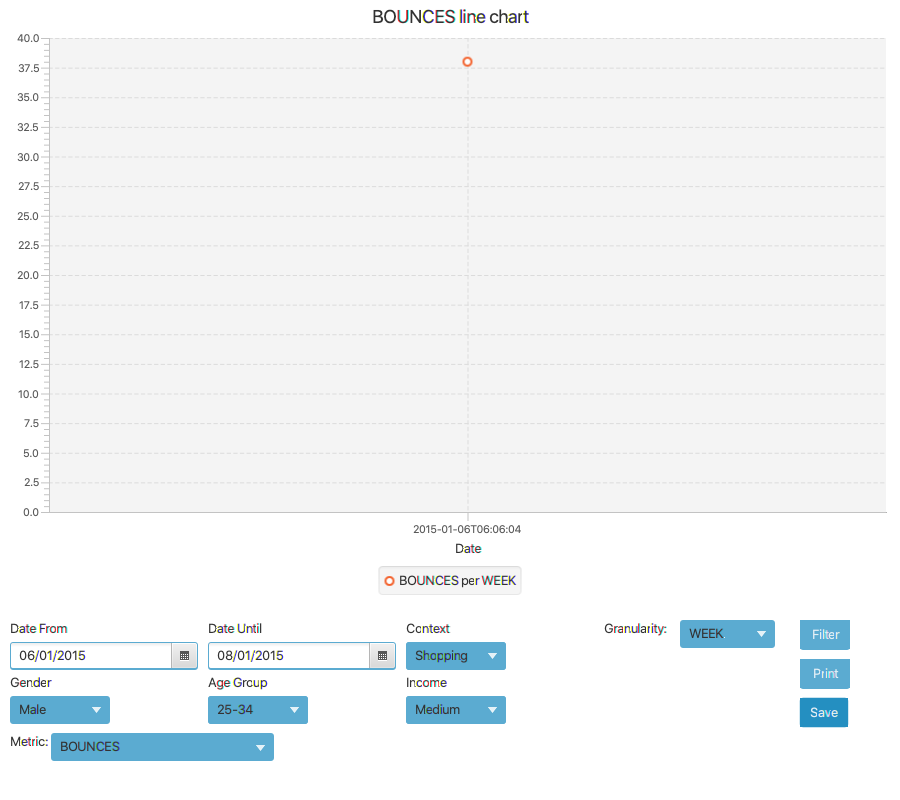 BOUNCES line chart
40.0
37.5
35.0
32.5
30.0
27.5
25.0
22.5
20.0
17.5
15.0
12.5
10.0
7.5
5.0
2.5
0.0
2015-01-06T06:06:04
Date
BOUNCES per WEEK
Date From
Date Until
Context
Granularity:
WEEK
Filter
06/01/2015
08/01/2015
Shopping
Print
Gender
Age Group
Income
Male
25-34
Medium
Save
Metric:
BOUNCES